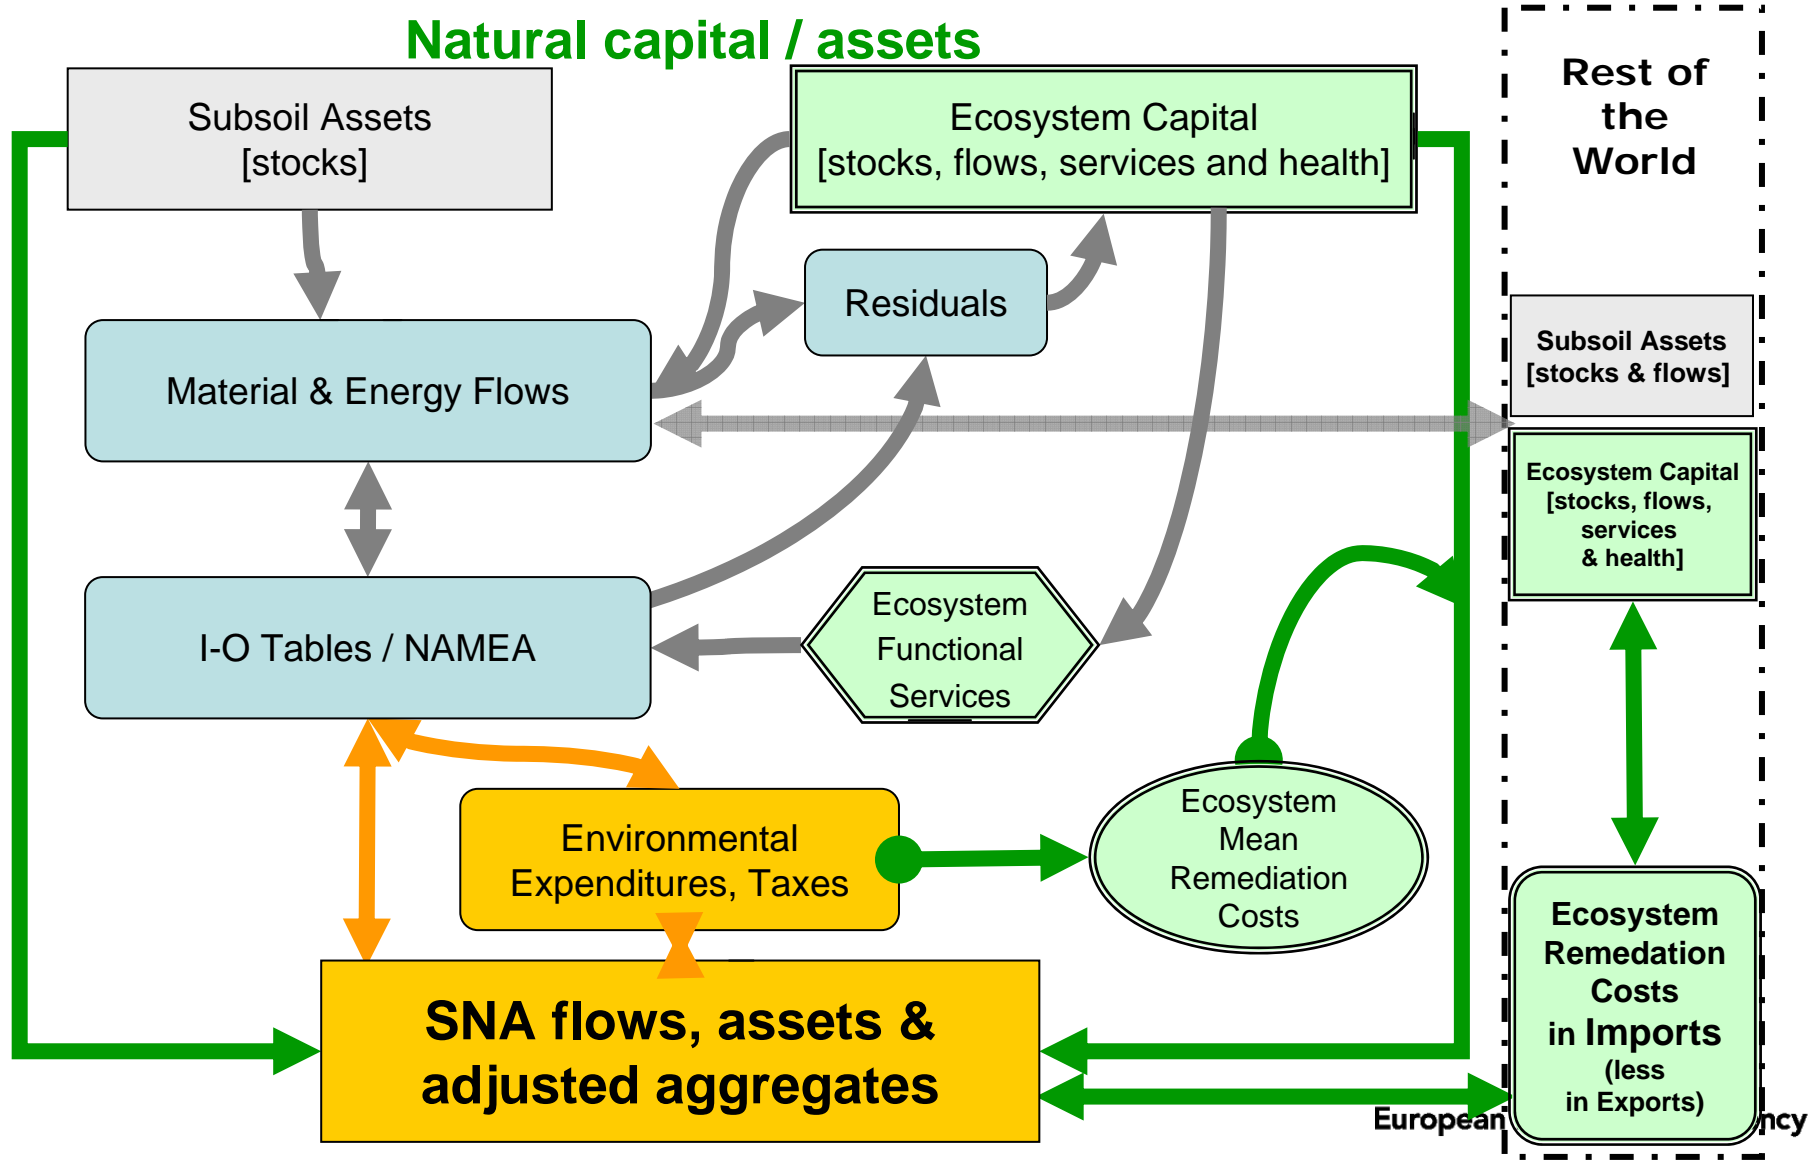 Natural capital / assets
Subsoil Assets
[stocks]
Ecosystem Capital
[stocks, flows, services and health]
Rest of
the
World
Residuals
Material & Energy Flows
Subsoil Assets
[stocks & flows]
Ecosystem Capital
[stocks, flows,
services
& health]
I-O Tables / NAMEA
Ecosystem
Functional
Services
Environmental
Expenditures, Taxes
Ecosystem
Mean
Remediation
Costs
SNA flows, assets &
adjusted aggregates
Ecosystem
Remedation
Costs
in Imports
(less
in Exports)
European